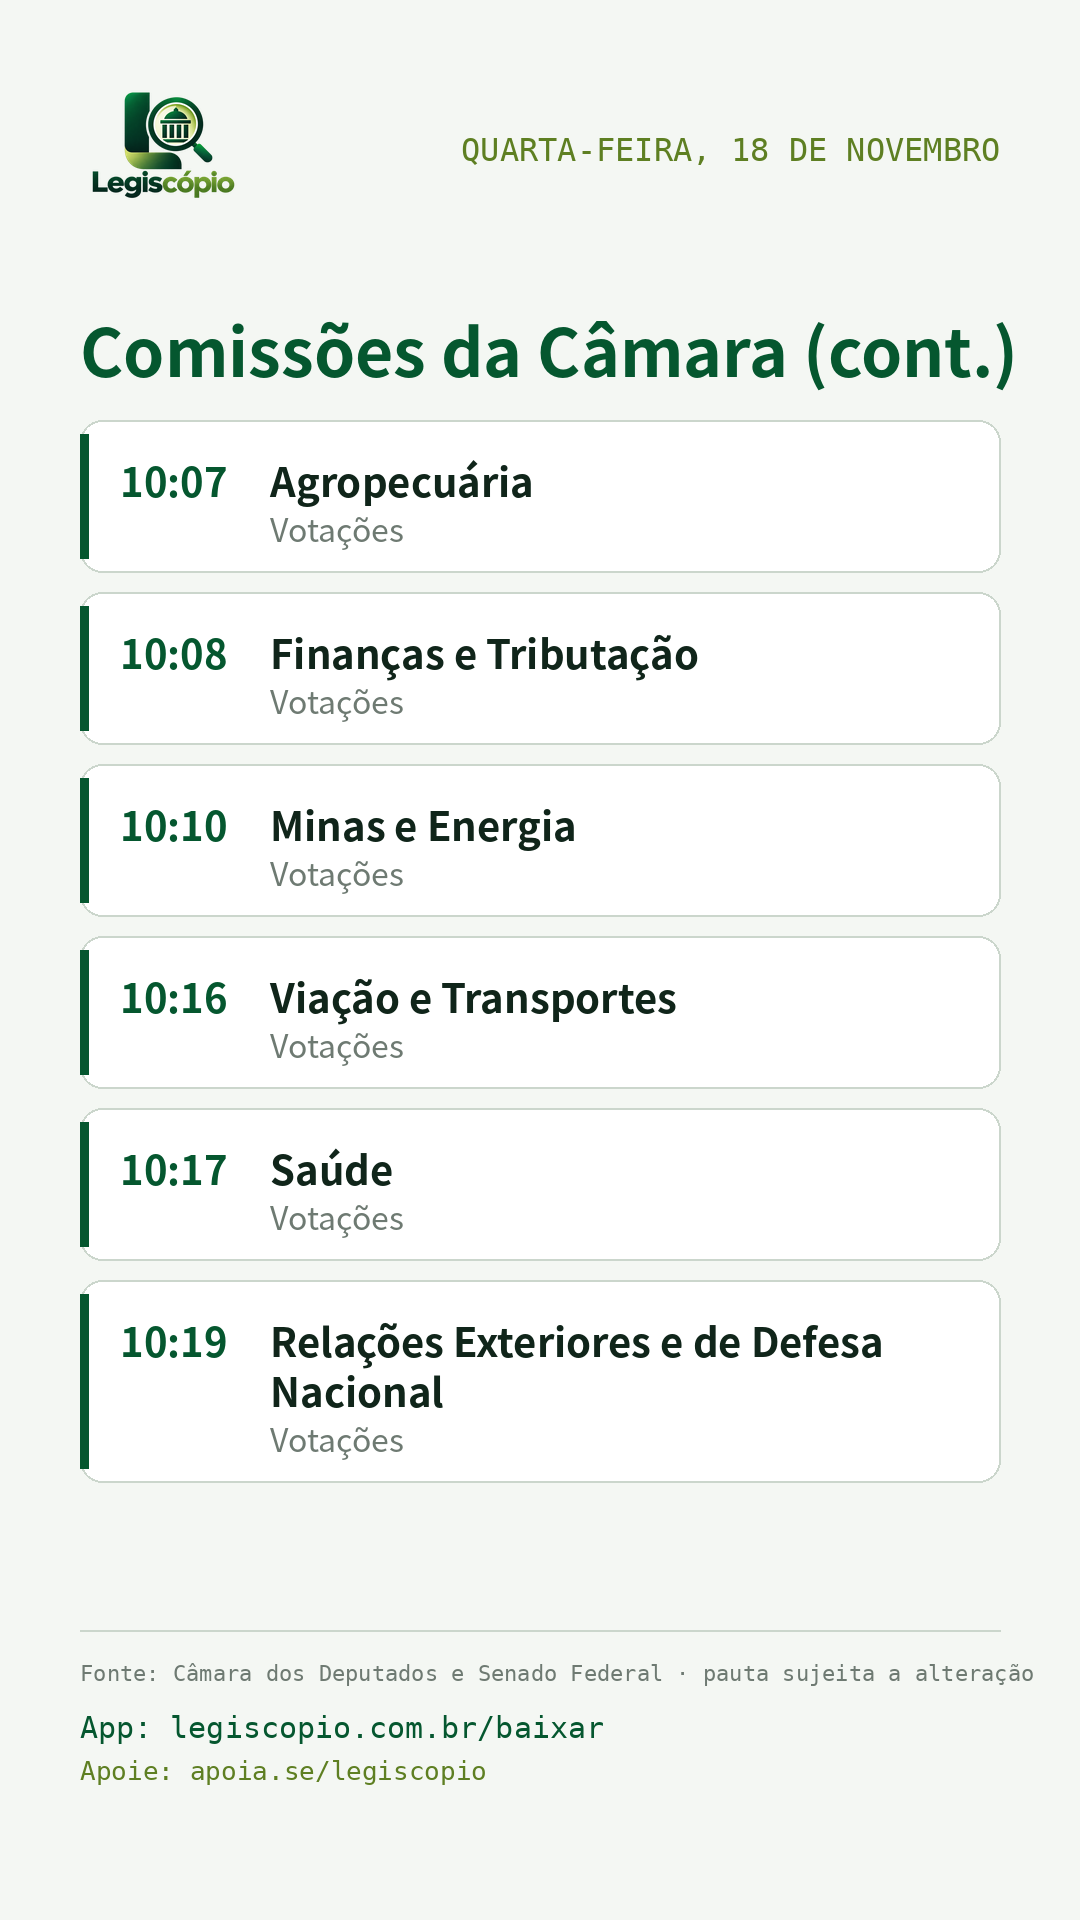 Legiscópio
QUARTA-FEIRA, 18 DE NOVEMBRO
Comissões da Câmara (cont.)
10:07 Agropecuária
Votações
10:08 Finanças e Tributação
Votações
10:10 Minas e Energia
Votações
10:16 Viação e Transportes
Votações
10:17 Saúde
Votações
10:19 Relações Exteriores e de Defesa
Nacional
Votações
Fonte: Câmara dos Deputados e Senado Federal · pauta sujeita a alteração
App: legiscopio.com.br/baixar
Apoie: apoia.se/legiscopio